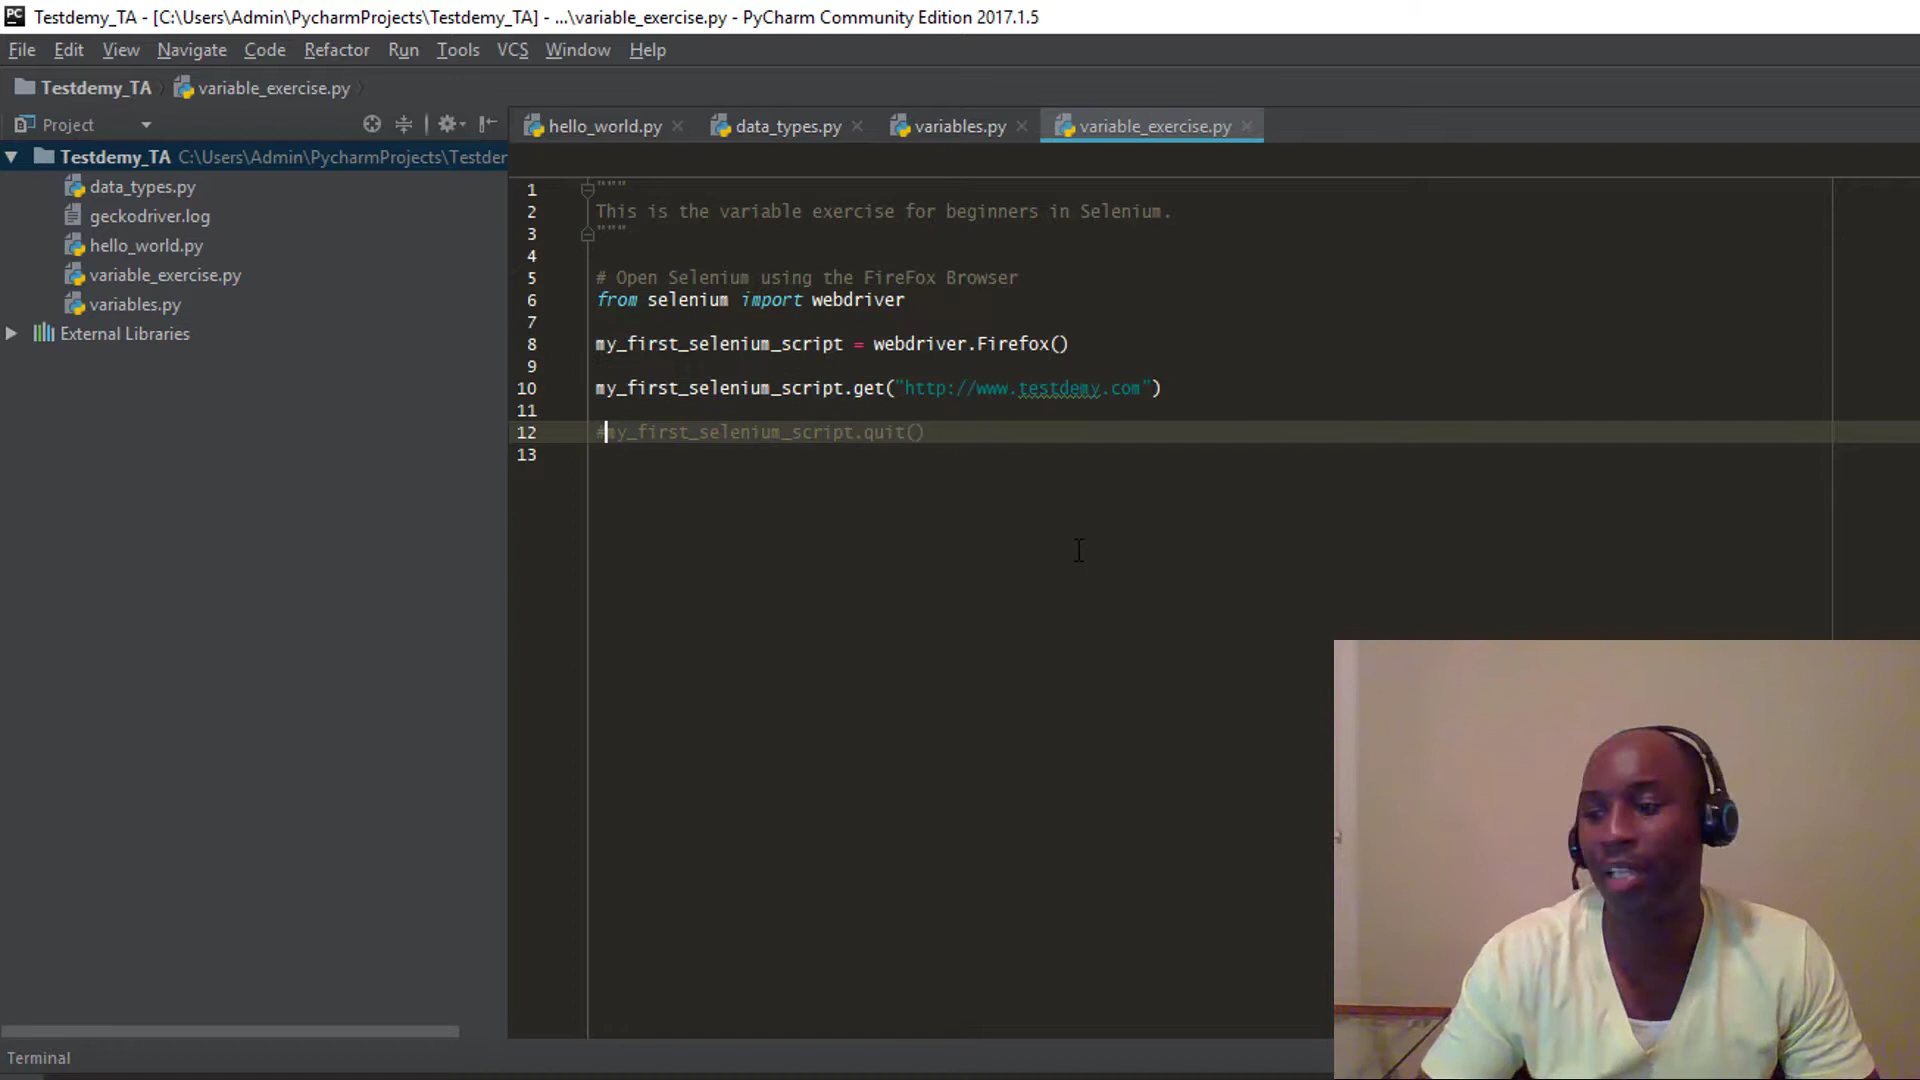 PC Testdemy_TA - [C:\Users\Admin\PycharmProjects\Testdemy_TA] - ...\variable_exercise.py - PyCharm Community Edition 2017.1.5
File Edit View Navigate Code Refactor Run Tools VCS Window Help
Testdemy_TA variable_exercise.py
Project
hello_world.py data_types.py variables.py variable_exercise.py
Testdemy_TA C:\Users\Admin\PycharmProjects\Testder
data_types.py
geckodriver.log
hello_world.py
variable_exercise.py
variables.py
External Libraries
1 """
2 This is the variable exercise for beginners in Selenium.
3 """
4
5 # Open Selenium using the FireFox Browser
6 from selenium import webdriver
7
8 my_first_selenium_script = webdriver.Firefox()
9
10 my_first_selenium_script.get("http://www.testdemy.com")
11
12 #my_first_selenium_script.quit()
13
Terminal